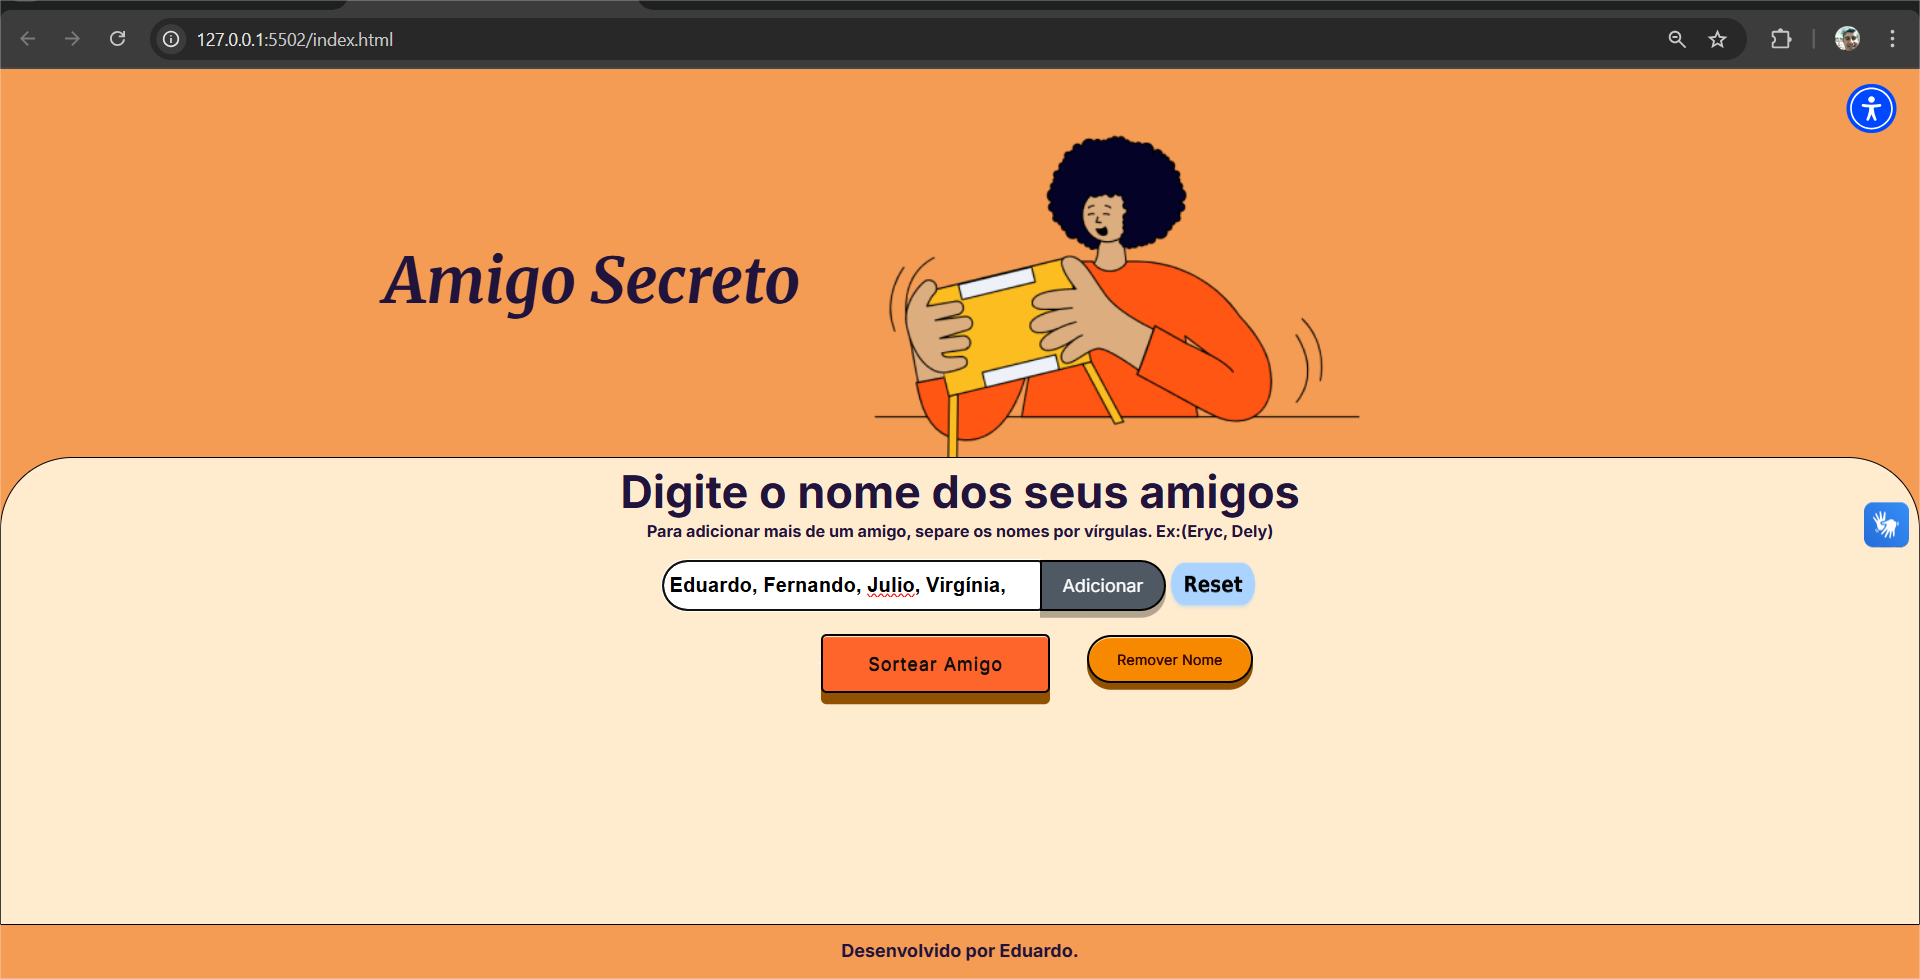 127.0.0.1:5502/index.html
Amigo Secreto
Digite o nome dos seus amigos
Para adicionar mais de um amigo, separe os nomes por vírgulas. Ex:(Eryc, Dely)
Eduardo, Fernando, Julio, Virgínia,
Adicionar
Reset
Sortear Amigo
Remover Nome
Desenvolvido por Eduardo.